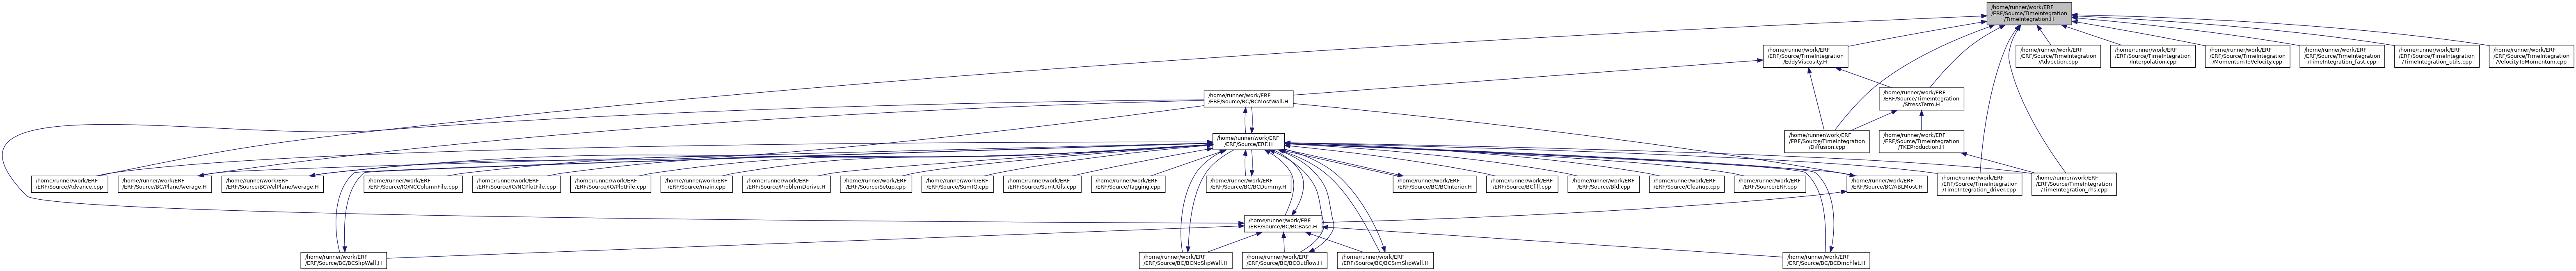 /home/runner/work/ERF
/ERF/Source/TimeIntegration
/TimeIntegration.H
/home/runner/work/ERF
/ERF/Source/TimeIntegration
/EddyViscosity.H
/home/runner/work/ERF
/ERF/Source/TimeIntegration
/Advection.cpp
/home/runner/work/ERF
/ERF/Source/TimeIntegration
/Interpolation.cpp
/home/runner/work/ERF
/ERF/Source/TimeIntegration
/MomentumToVelocity.cpp
/home/runner/work/ERF
/ERF/Source/TimeIntegration
/TimeIntegration_fast.cpp
/home/runner/work/ERF
/ERF/Source/TimeIntegration
/TimeIntegration_utils.cpp
/home/runner/work/ERF
/ERF/Source/TimeIntegration
/VelocityToMomentum.cpp
/home/runner/work/ERF
/ERF/Source/BC/BCMostWall.H
/home/runner/work/ERF
/ERF/Source/TimeIntegration
/StressTerm.H
/home/runner/work/ERF
/ERF/Source/ERF.H
/home/runner/work/ERF
/ERF/Source/TimeIntegration
/Diffusion.cpp
/home/runner/work/ERF
/ERF/Source/TimeIntegration
/TKEProduction.H
/home/runner/work/ERF
/ERF/Source/Advance.cpp
/home/runner/work/ERF
/ERF/Source/BC/PlaneAverage.H
/home/runner/work/ERF
/ERF/Source/BC/VelPlaneAverage.H
/home/runner/work/ERF
/ERF/Source/IO/NCColumnFile.cpp
/home/runner/work/ERF
/ERF/Source/IO/NCPlotFile.cpp
/home/runner/work/ERF
/ERF/Source/IO/PlotFile.cpp
/home/runner/work/ERF
/ERF/Source/main.cpp
/home/runner/work/ERF
/ERF/Source/ProblemDerive.H
/home/runner/work/ERF
/ERF/Source/Setup.cpp
/home/runner/work/ERF
/ERF/Source/SumIQ.cpp
/home/runner/work/ERF
/ERF/Source/SumUtils.cpp
/home/runner/work/ERF
/ERF/Source/Tagging.cpp
/home/runner/work/ERF
/ERF/Source/BC/BCDummy.H
/home/runner/work/ERF
/ERF/Source/BC/BCInterior.H
/home/runner/work/ERF
/ERF/Source/BCfill.cpp
/home/runner/work/ERF
/ERF/Source/Bld.cpp
/home/runner/work/ERF
/ERF/Source/Cleanup.cpp
/home/runner/work/ERF
/ERF/Source/ERF.cpp
/home/runner/work/ERF
/ERF/Source/BC/ABLMost.H
/home/runner/work/ERF
/ERF/Source/TimeIntegration
/TimeIntegration_driver.cpp
/home/runner/work/ERF
/ERF/Source/TimeIntegration
/TimeIntegration_rhs.cpp
/home/runner/work/ERF
/ERF/Source/BC/BCBase.H
/home/runner/work/ERF
/ERF/Source/BC/BCSlipWall.H
/home/runner/work/ERF
/ERF/Source/BC/BCNoSlipWall.H
/home/runner/work/ERF
/ERF/Source/BC/BCOutflow.H
/home/runner/work/ERF
/ERF/Source/BC/BCSimSlipWall.H
/home/runner/work/ERF
/ERF/Source/BC/BCDirichlet.H